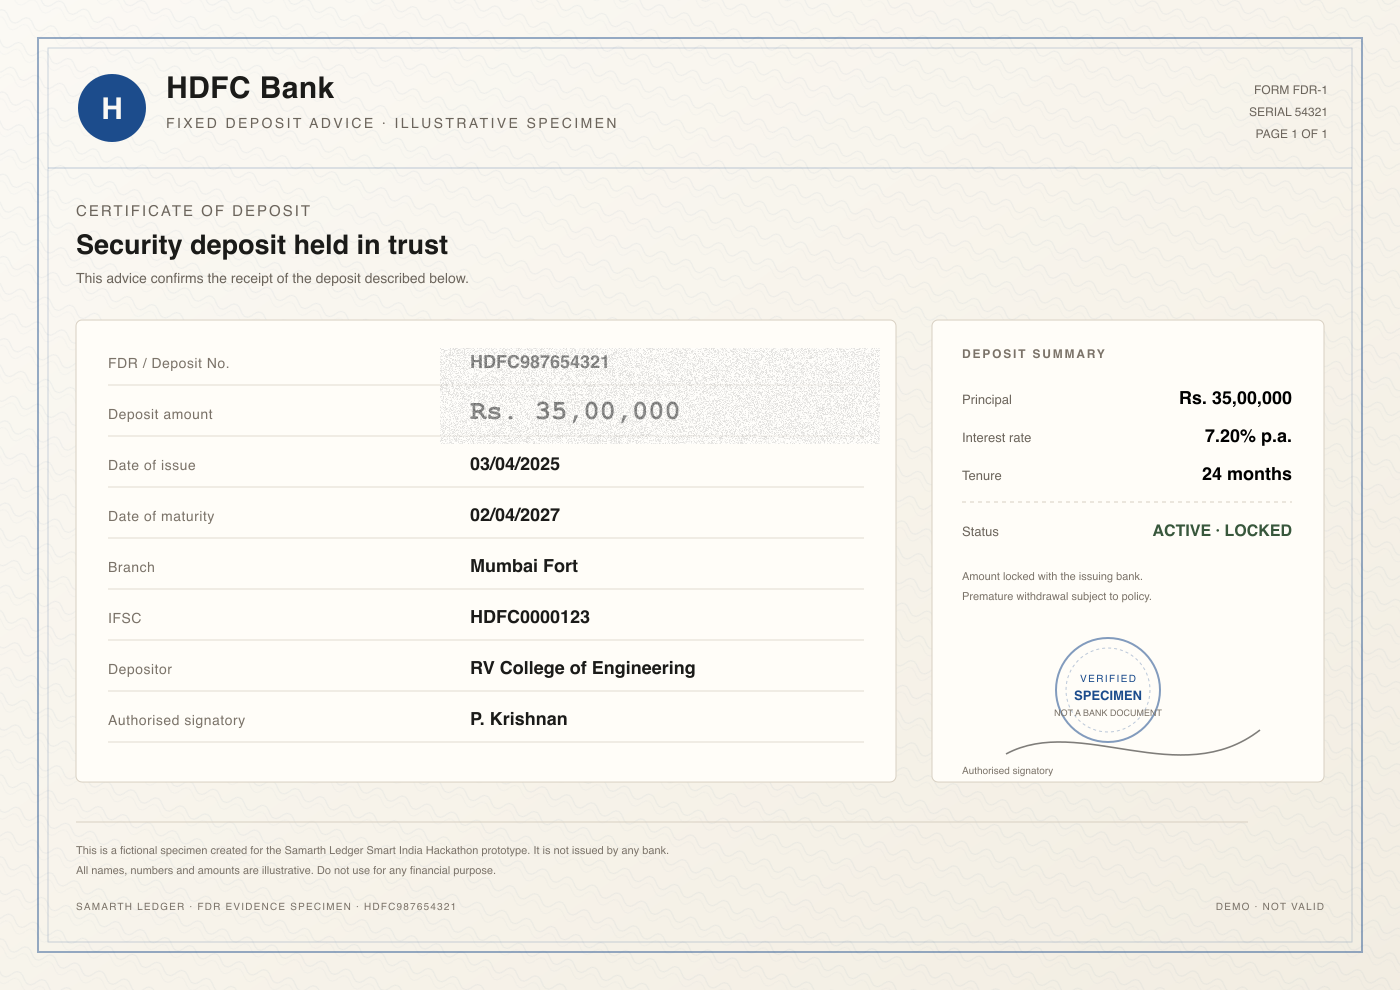 H
HDFC Bank
FIXED DEPOSIT ADVICE · ILLUSTRATIVE SPECIMEN
FORM FDR-1
SERIAL 54321
PAGE 1 OF 1
CERTIFICATE OF DEPOSIT
Security deposit held in trust
This advice confirms the receipt of the deposit described below.
FDR / Deposit No. HDFC987654321
Deposit amount Rs. 35,00,000
Date of issue 03/04/2025
Date of maturity 02/04/2027
Branch Mumbai Fort
IFSC HDFC0000123
Depositor RV College of Engineering
Authorised signatory P. Krishnan
DEPOSIT SUMMARY
Principal Rs. 35,00,000
Interest rate 7.20% p.a.
Tenure 24 months
Status ACTIVE · LOCKED
Amount locked with the issuing bank.
Premature withdrawal subject to policy.
VERIFIED
SPECIMEN
NOT A BANK DOCUMENT
Authorised signatory
This is a fictional specimen created for the Samarth Ledger Smart India Hackathon prototype. It is not issued by any bank.
All names, numbers and amounts are illustrative. Do not use for any financial purpose.
SAMARTH LEDGER · FDR EVIDENCE SPECIMEN · HDFC987654321
DEMO · NOT VALID